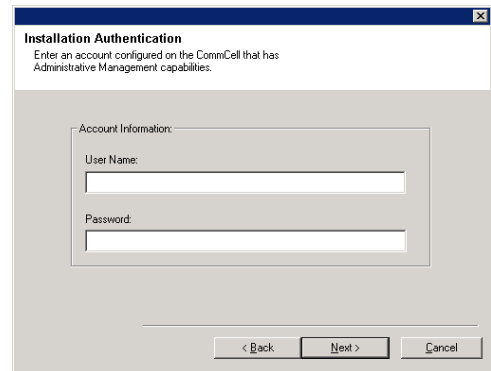 Installation Authentication
Enter an account configured on the CommCell that has
Administrative Management capabilities.
Account Information:
User Name:
Password:
< Back
Next >
Cancel